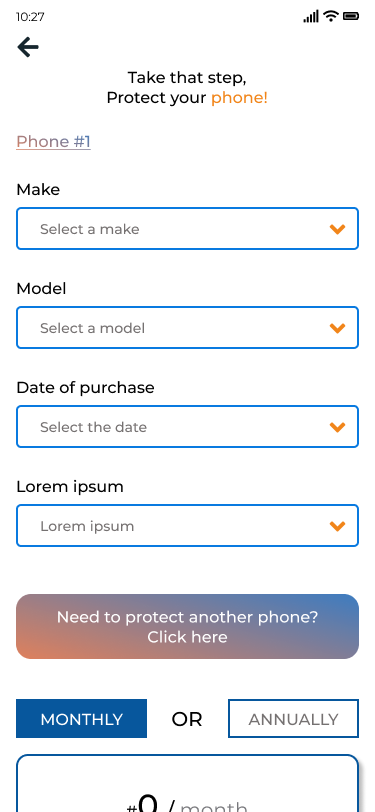 10:27
Take that step,
Protect your phone!
Phone #1
Make
Select a make
Model
Select a model
Date of purchase
Select the date
Lorem ipsum
Lorem ipsum
Need to protect another phone?
Click here
MONTHLY OR ANNUALLY
#0 / month